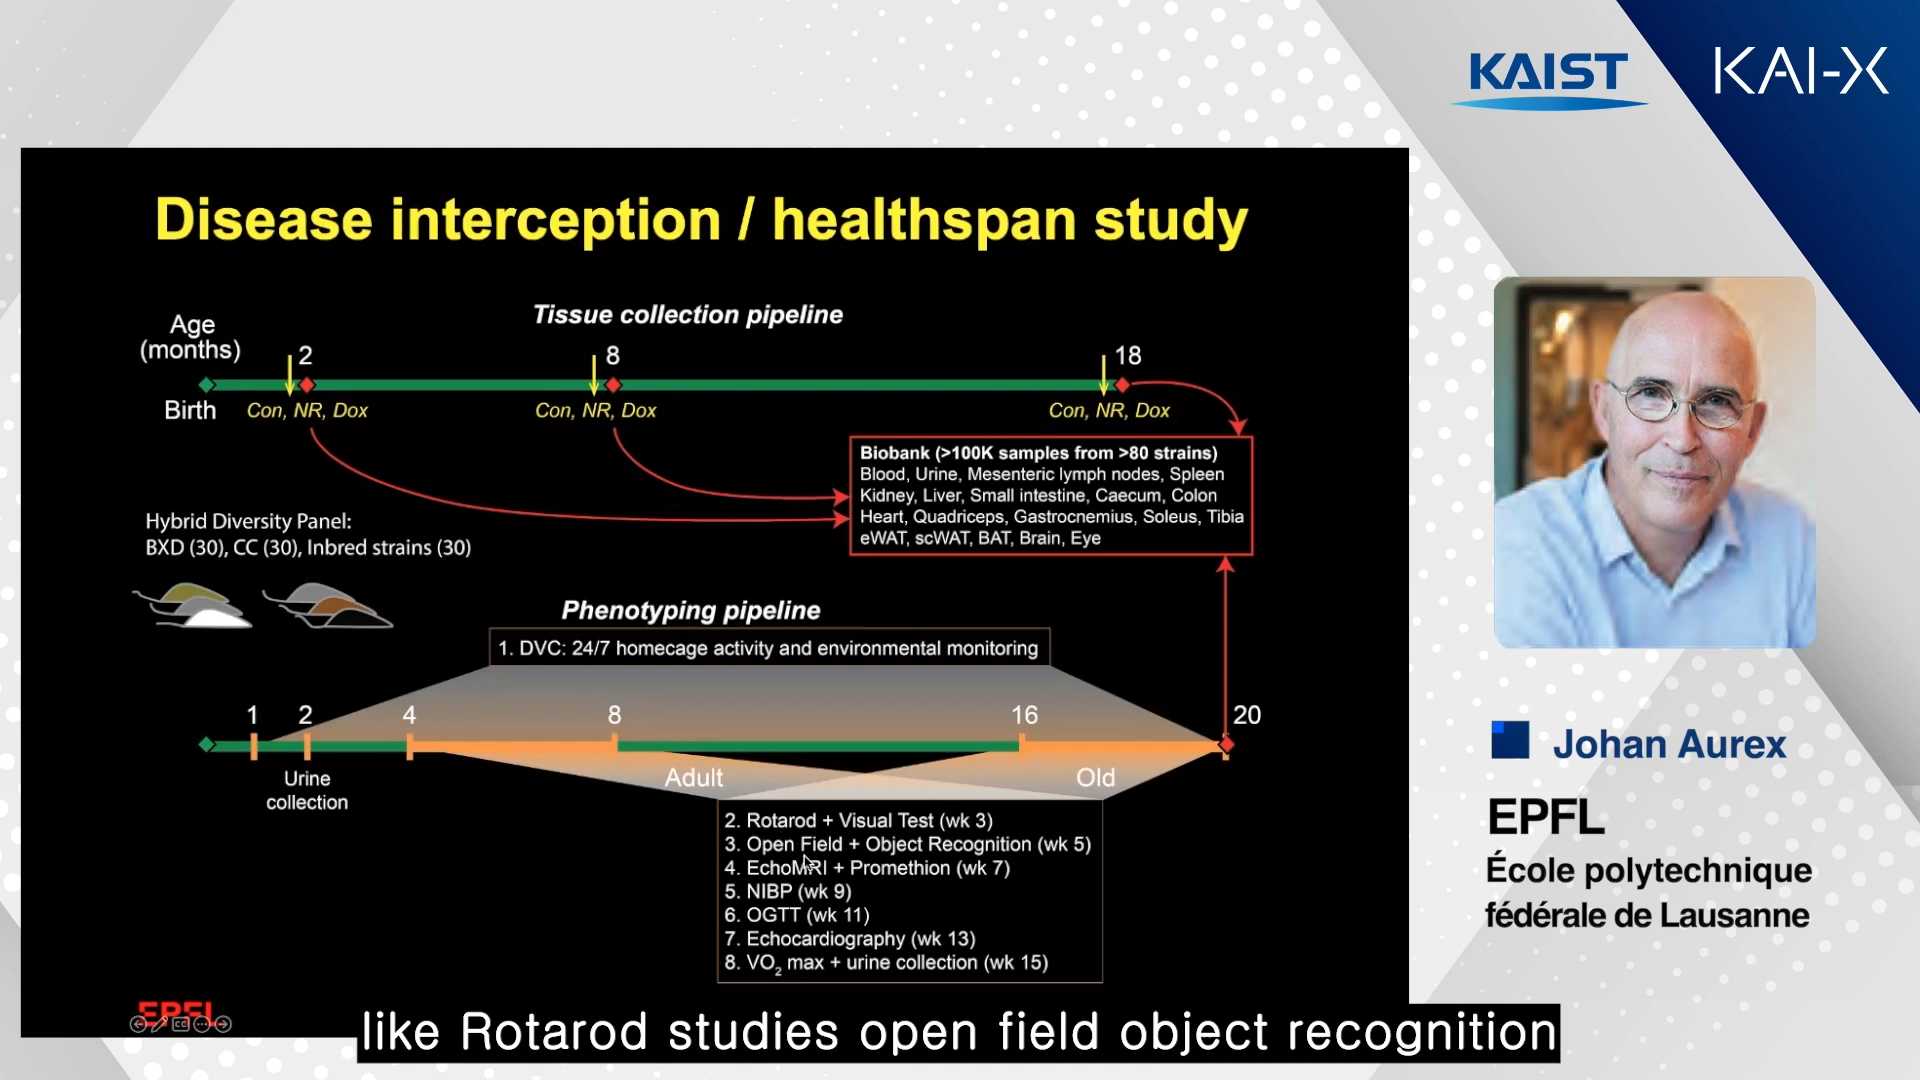 KAIST
KAI-X
Disease interception / healthspan study
Tissue collection pipeline
Age
(months)
2
8
18
Birth
Con, NR, Dox
Con, NR, Dox
Con, NR, Dox
Biobank (>100K samples from >80 strains)
Blood, Urine, Mesenteric lymph nodes, Spleen
Kidney, Liver, Small intestine, Caecum, Colon
Heart, Quadriceps, Gastrocnemius, Soleus, Tibia
eWAT, scWAT, BAT, Brain, Eye
Hybrid Diversity Panel:
BXD (30), CC (30), Inbred strains (30)
Phenotyping pipeline
1. DVC: 24/7 homecage activity and environmental monitoring
1
2
4
8
16
20
Urine
collection
Adult
Old
2. Rotarod + Visual Test (wk 3)
3. Open Field + Object Recognition (wk 5)
4. EchoMRI + Promethion (wk 7)
5. NIBP (wk 9)
6. OGTT (wk 11)
7. Echocardiography (wk 13)
8. VO2 max + urine collection (wk 15)
EPFL
Johan Aurex
EPFL
École polytechnique
fédérale de Lausanne
like Rotarod studies open field object recognition